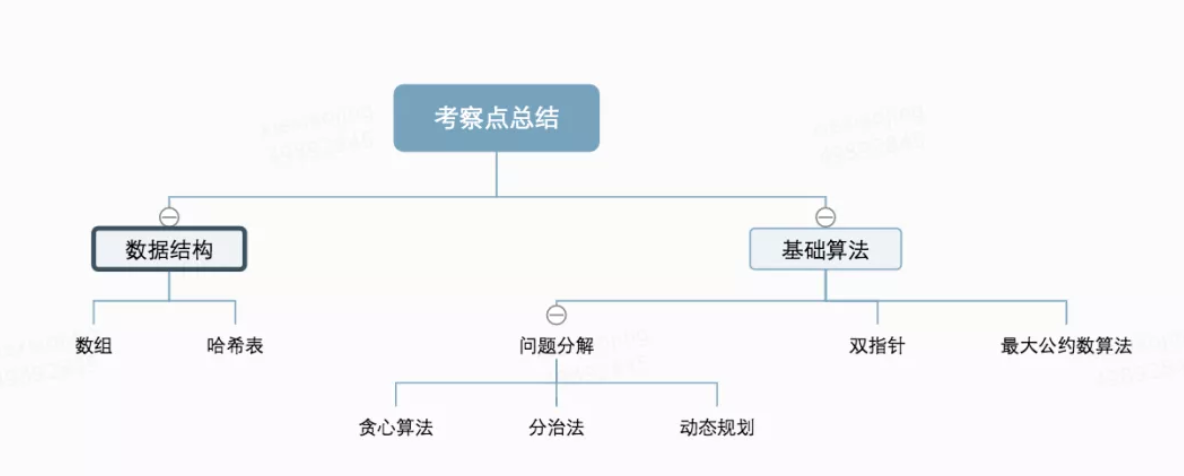 考察点总结
数据结构
基础算法
数组
哈希表
问题分解
双指针
最大公约数算法
贪心算法
分治法
动态规划